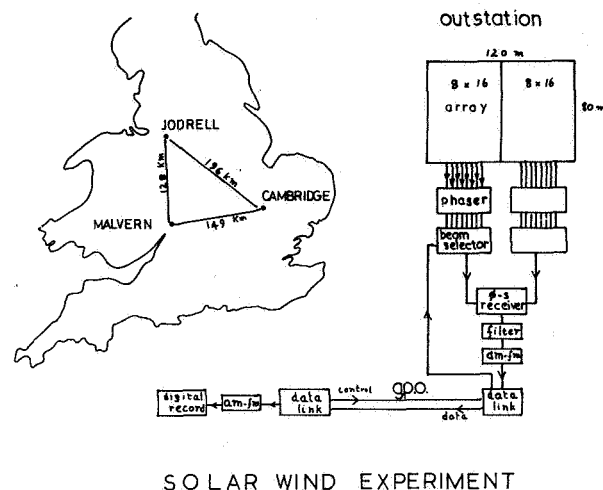 outstation
120 m
8 x 16
8 x 16
array
80 m
JODRELL
128 Km
196 Km
CAMBRIDGE
MALVERN
149 Km
phaser
beam
selector
ø-s
receiver
filter
am-fm
digital
record
am-fm
data
link
control
g.p.o.
data
data
link
SOLAR WIND EXPERIMENT